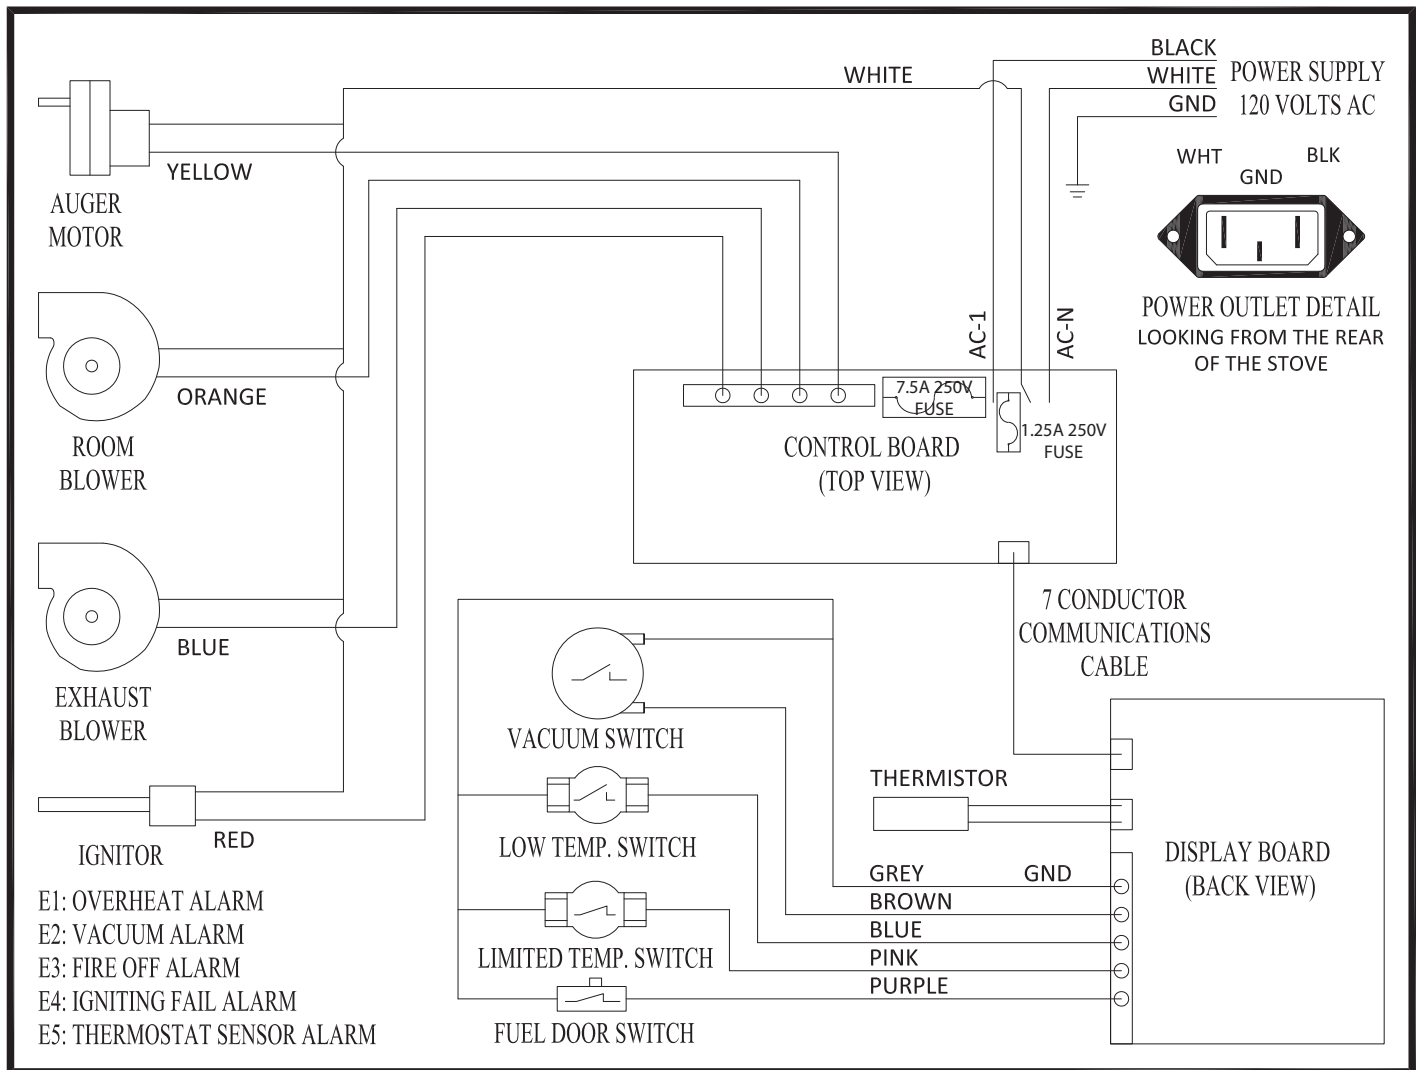 BLACK
WHITE
WHITE
GND
POWER SUPPLY
120 VOLTS AC
YELLOW
AUGER
MOTOR
WHT
BLK
GND
POWER OUTLET DETAIL
LOOKING FROM THE REAR
OF THE STOVE
AC-1
AC-N
ORANGE
ROOM
BLOWER
7.5A 250V
FUSE
1.25A 250V
FUSE
CONTROL BOARD
(TOP VIEW)
BLUE
EXHAUST
BLOWER
7 CONDUCTOR
COMMUNICATIONS
CABLE
VACUUM SWITCH
THERMISTOR
RED
IGNITOR
LOW TEMP. SWITCH
DISPLAY BOARD
(BACK VIEW)
GREY
GND
BROWN
BLUE
PINK
PURPLE
LIMITED TEMP. SWITCH
FUEL DOOR SWITCH
E1: OVERHEAT ALARM
E2: VACUUM ALARM
E3: FIRE OFF ALARM
E4: IGNITING FAIL ALARM
E5: THERMOSTAT SENSOR ALARM